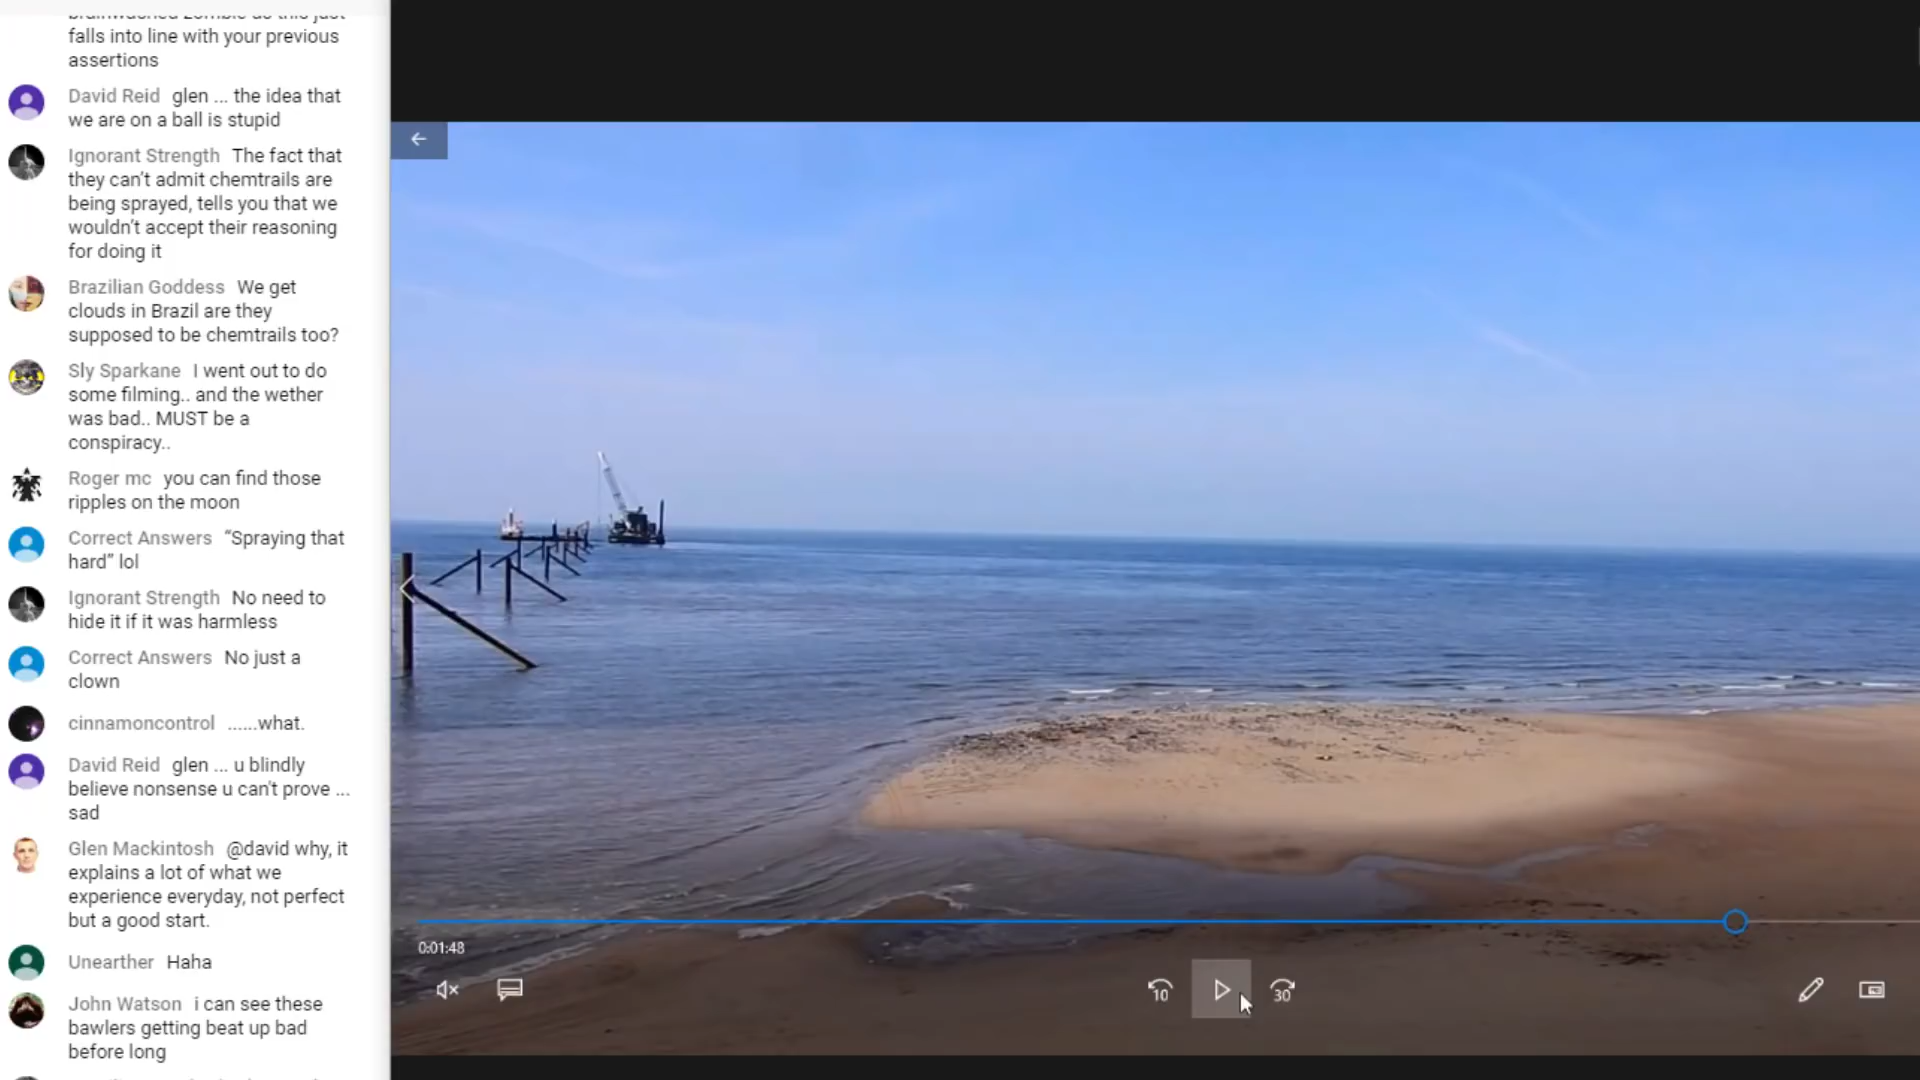 falls into line with your previous
assertions
David Reid glen ... the idea that
we are on a ball is stupid
Ignorant Strength The fact that
they can't admit chemtrails are
being sprayed, tells you that we
wouldn't accept their reasoning
for doing it
Brazilian Goddess We get
clouds in Brazil are they
supposed to be chemtrails too?
Sly Sparkane I went out to do
some filming.. and the wether
was bad.. MUST be a
conspiracy..
Roger mc you can find those
ripples on the moon
Correct Answers “Spraying that
hard” lol
Ignorant Strength No need to
hide it if it was harmless
Correct Answers No just a
clown
cinnamoncontrol ......what.
David Reid glen ... u blindly
believe nonsense u can't prove ...
sad
Glen Mackintosh @david why, it
explains a lot of what we
experience everyday, not perfect
but a good start.
Unearther Haha
John Watson i can see these
bawlers getting beat up bad
before long
0:01:48
10
30